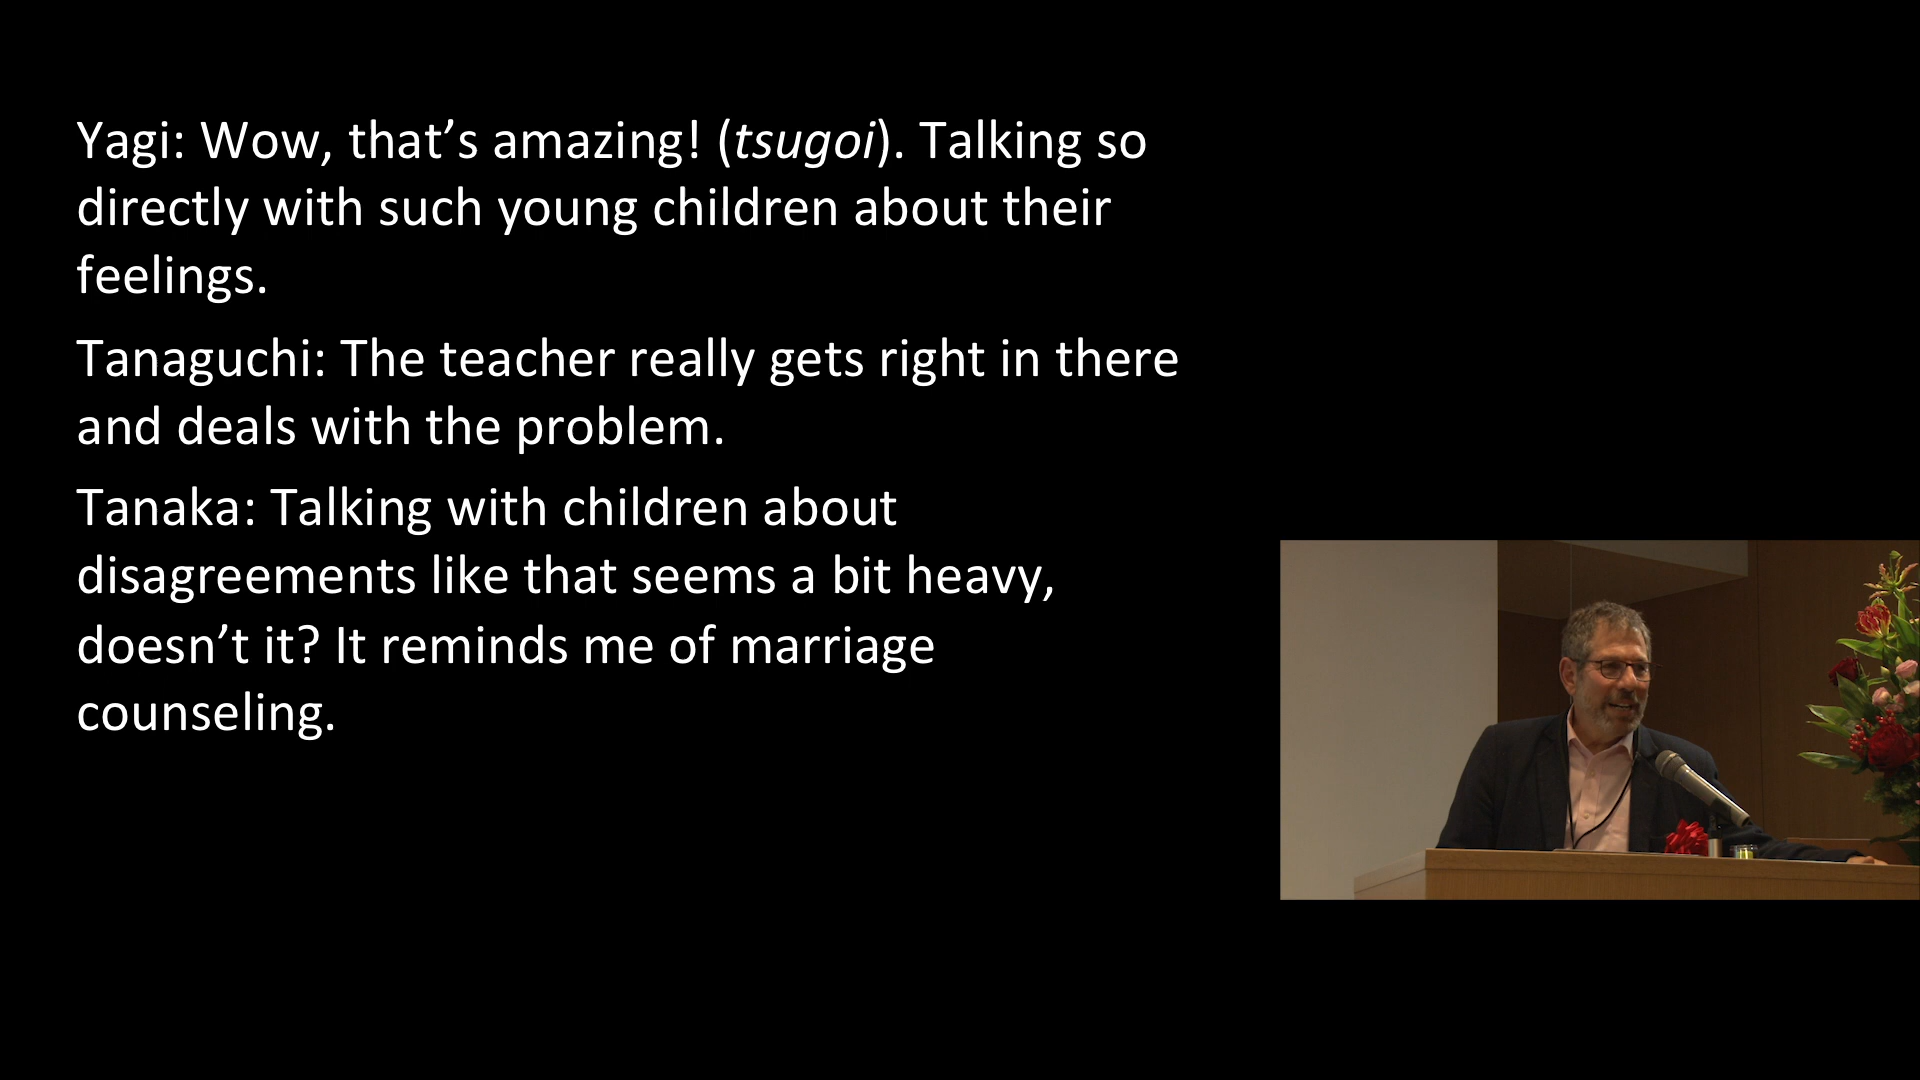 Yagi: Wow, that’s amazing! (tsugoi). Talking so
directly with such young children about their
feelings.
Tanaguchi: The teacher really gets right in there
and deals with the problem.
Tanaka: Talking with children about
disagreements like that seems a bit heavy,
doesn’t it? It reminds me of marriage
counseling.